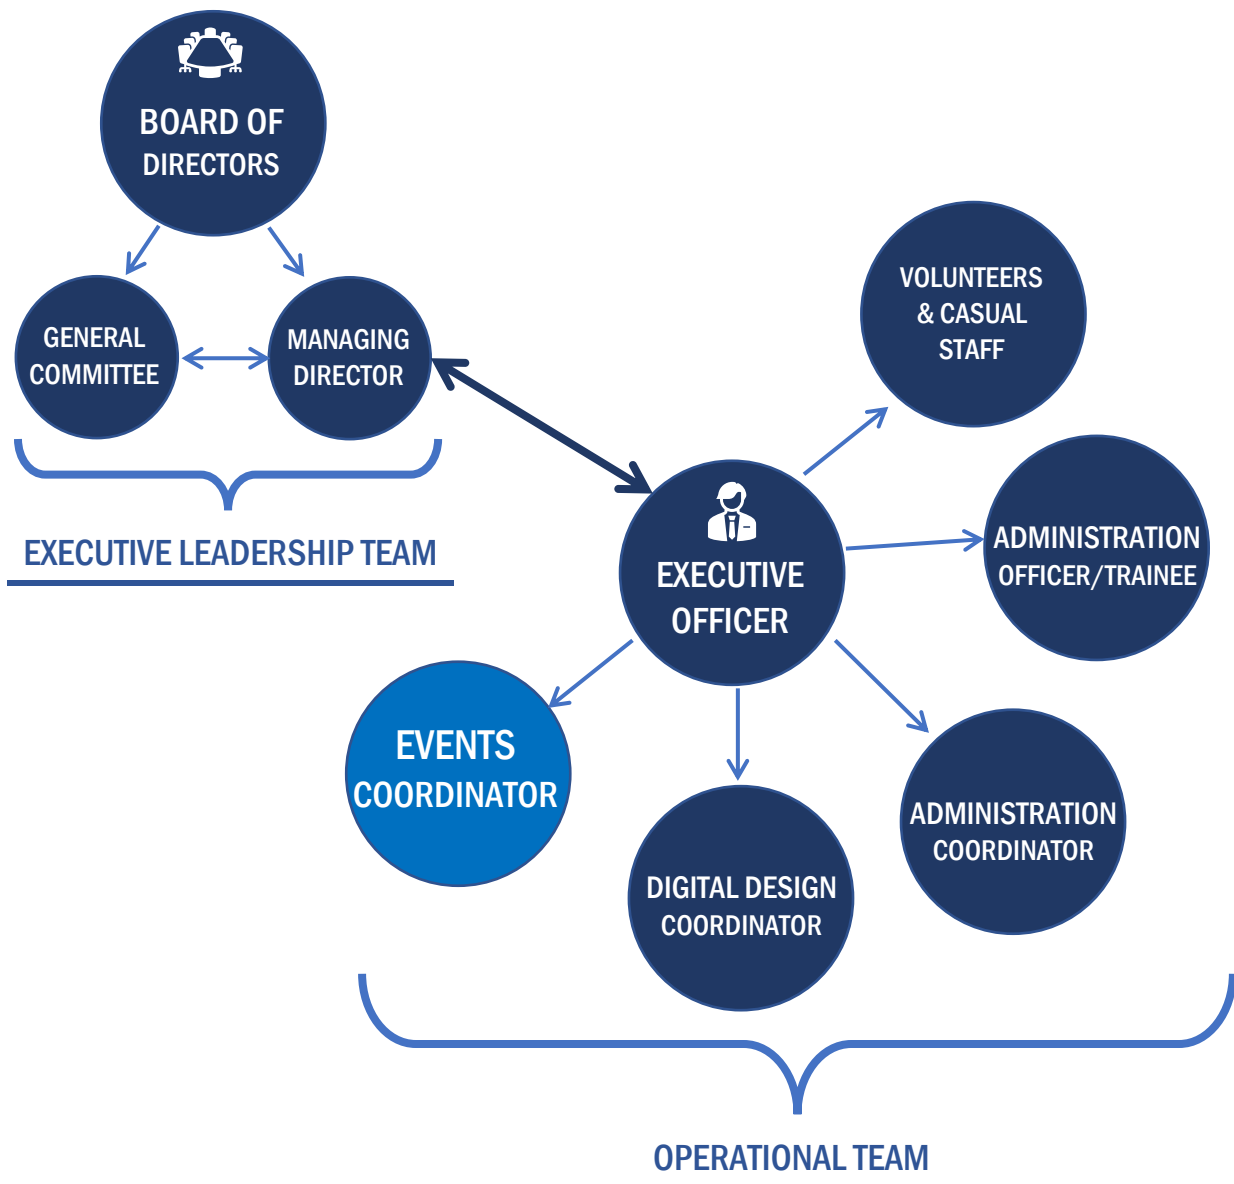 BOARD OF
DIRECTORS
GENERAL
COMMITTEE
MANAGING
DIRECTOR
EXECUTIVE LEADERSHIP TEAM
VOLUNTEERS
& CASUAL
STAFF
ADMINISTRATION
OFFICER/TRAINEE
EXECUTIVE
OFFICER
EVENTS
COORDINATOR
DIGITAL DESIGN
COORDINATOR
ADMINISTRATION
COORDINATOR
OPERATIONAL TEAM